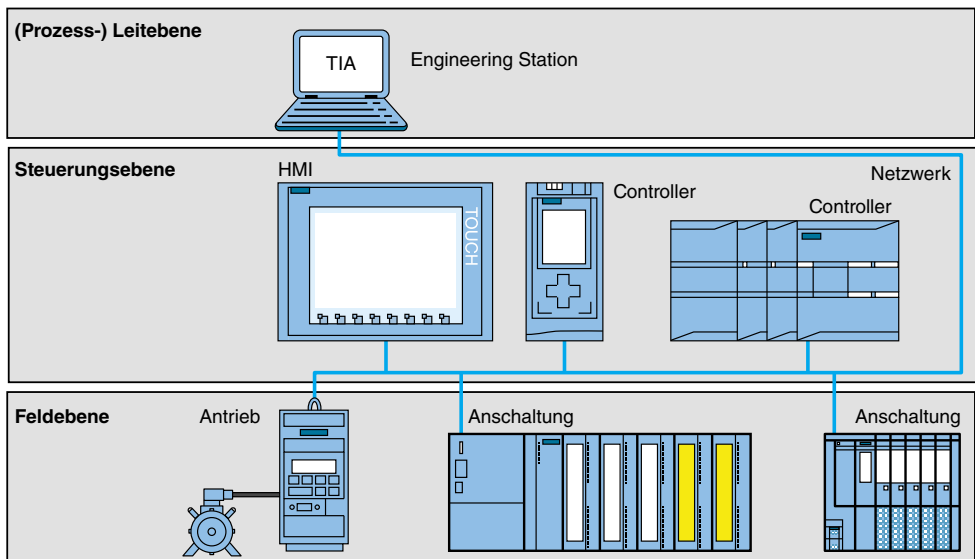 (Prozess-) Leitebene
TIA
Engineering Station
Steuerungsebene
HMI
TOUCH
Controller
Netzwerk
Controller
Feldebene
Antrieb
Anschaltung
Anschaltung